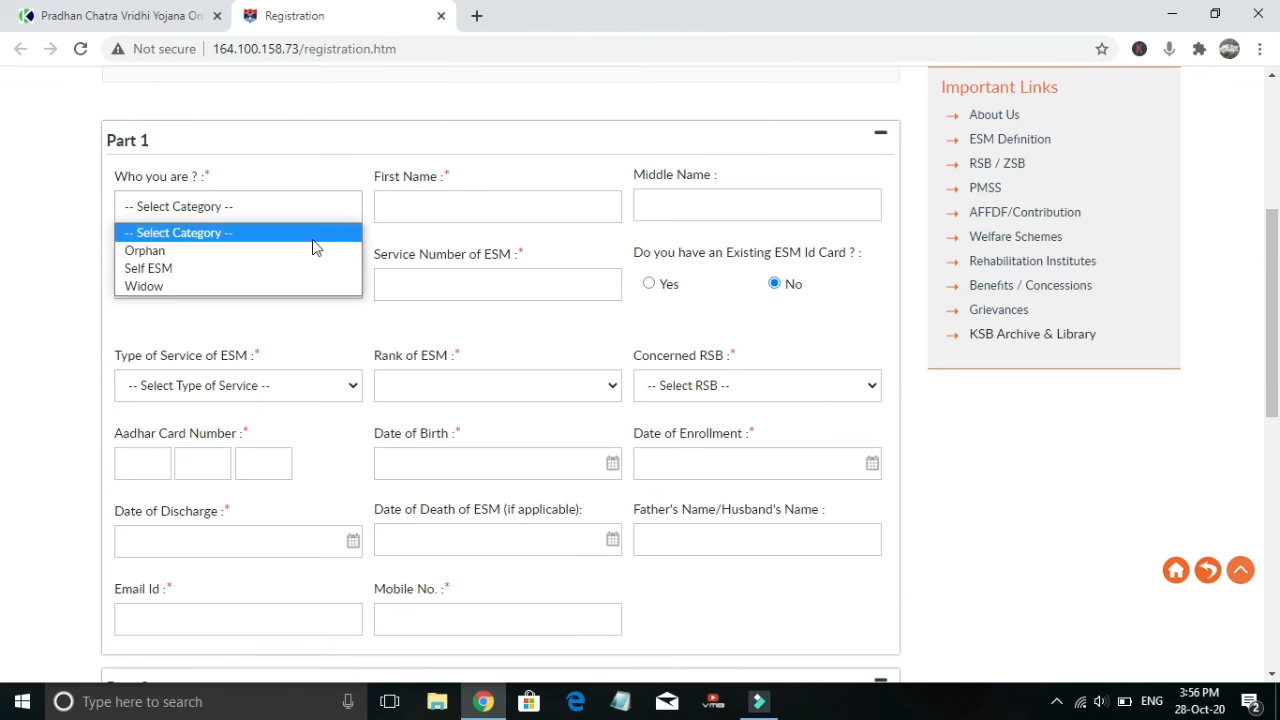 Pradhan Chatra Vridhi Yojana On
Registration
Not secure
164.100.158.73/registration.htm
K
Part 1
Who you are ? :*
First Name :*
Middle Name :
-- Select Category --
-- Select Category --
Orphan
Self ESM
Widow
Service Number of ESM :*
Do you have an Existing ESM Id Card ? :
Yes
No
Type of Service of ESM :*
Rank of ESM :*
Concerned RSB :*
-- Select Type of Service --
-- Select RSB --
Aadhar Card Number :*
Date of Birth :*
Date of Enrollment :*
Date of Discharge :*
Date of Death of ESM (if applicable):
Father's Name/Husband's Name :
Email Id :*
Mobile No. :*
Important Links
About Us
ESM Definition
RSB / ZSB
PMSS
AFFDF/Contribution
Welfare Schemes
Rehabilitation Institutes
Benefits / Concessions
Grievances
KSB Archive & Library
Type here to search
ENG
3:56 PM
28-Oct-20
2